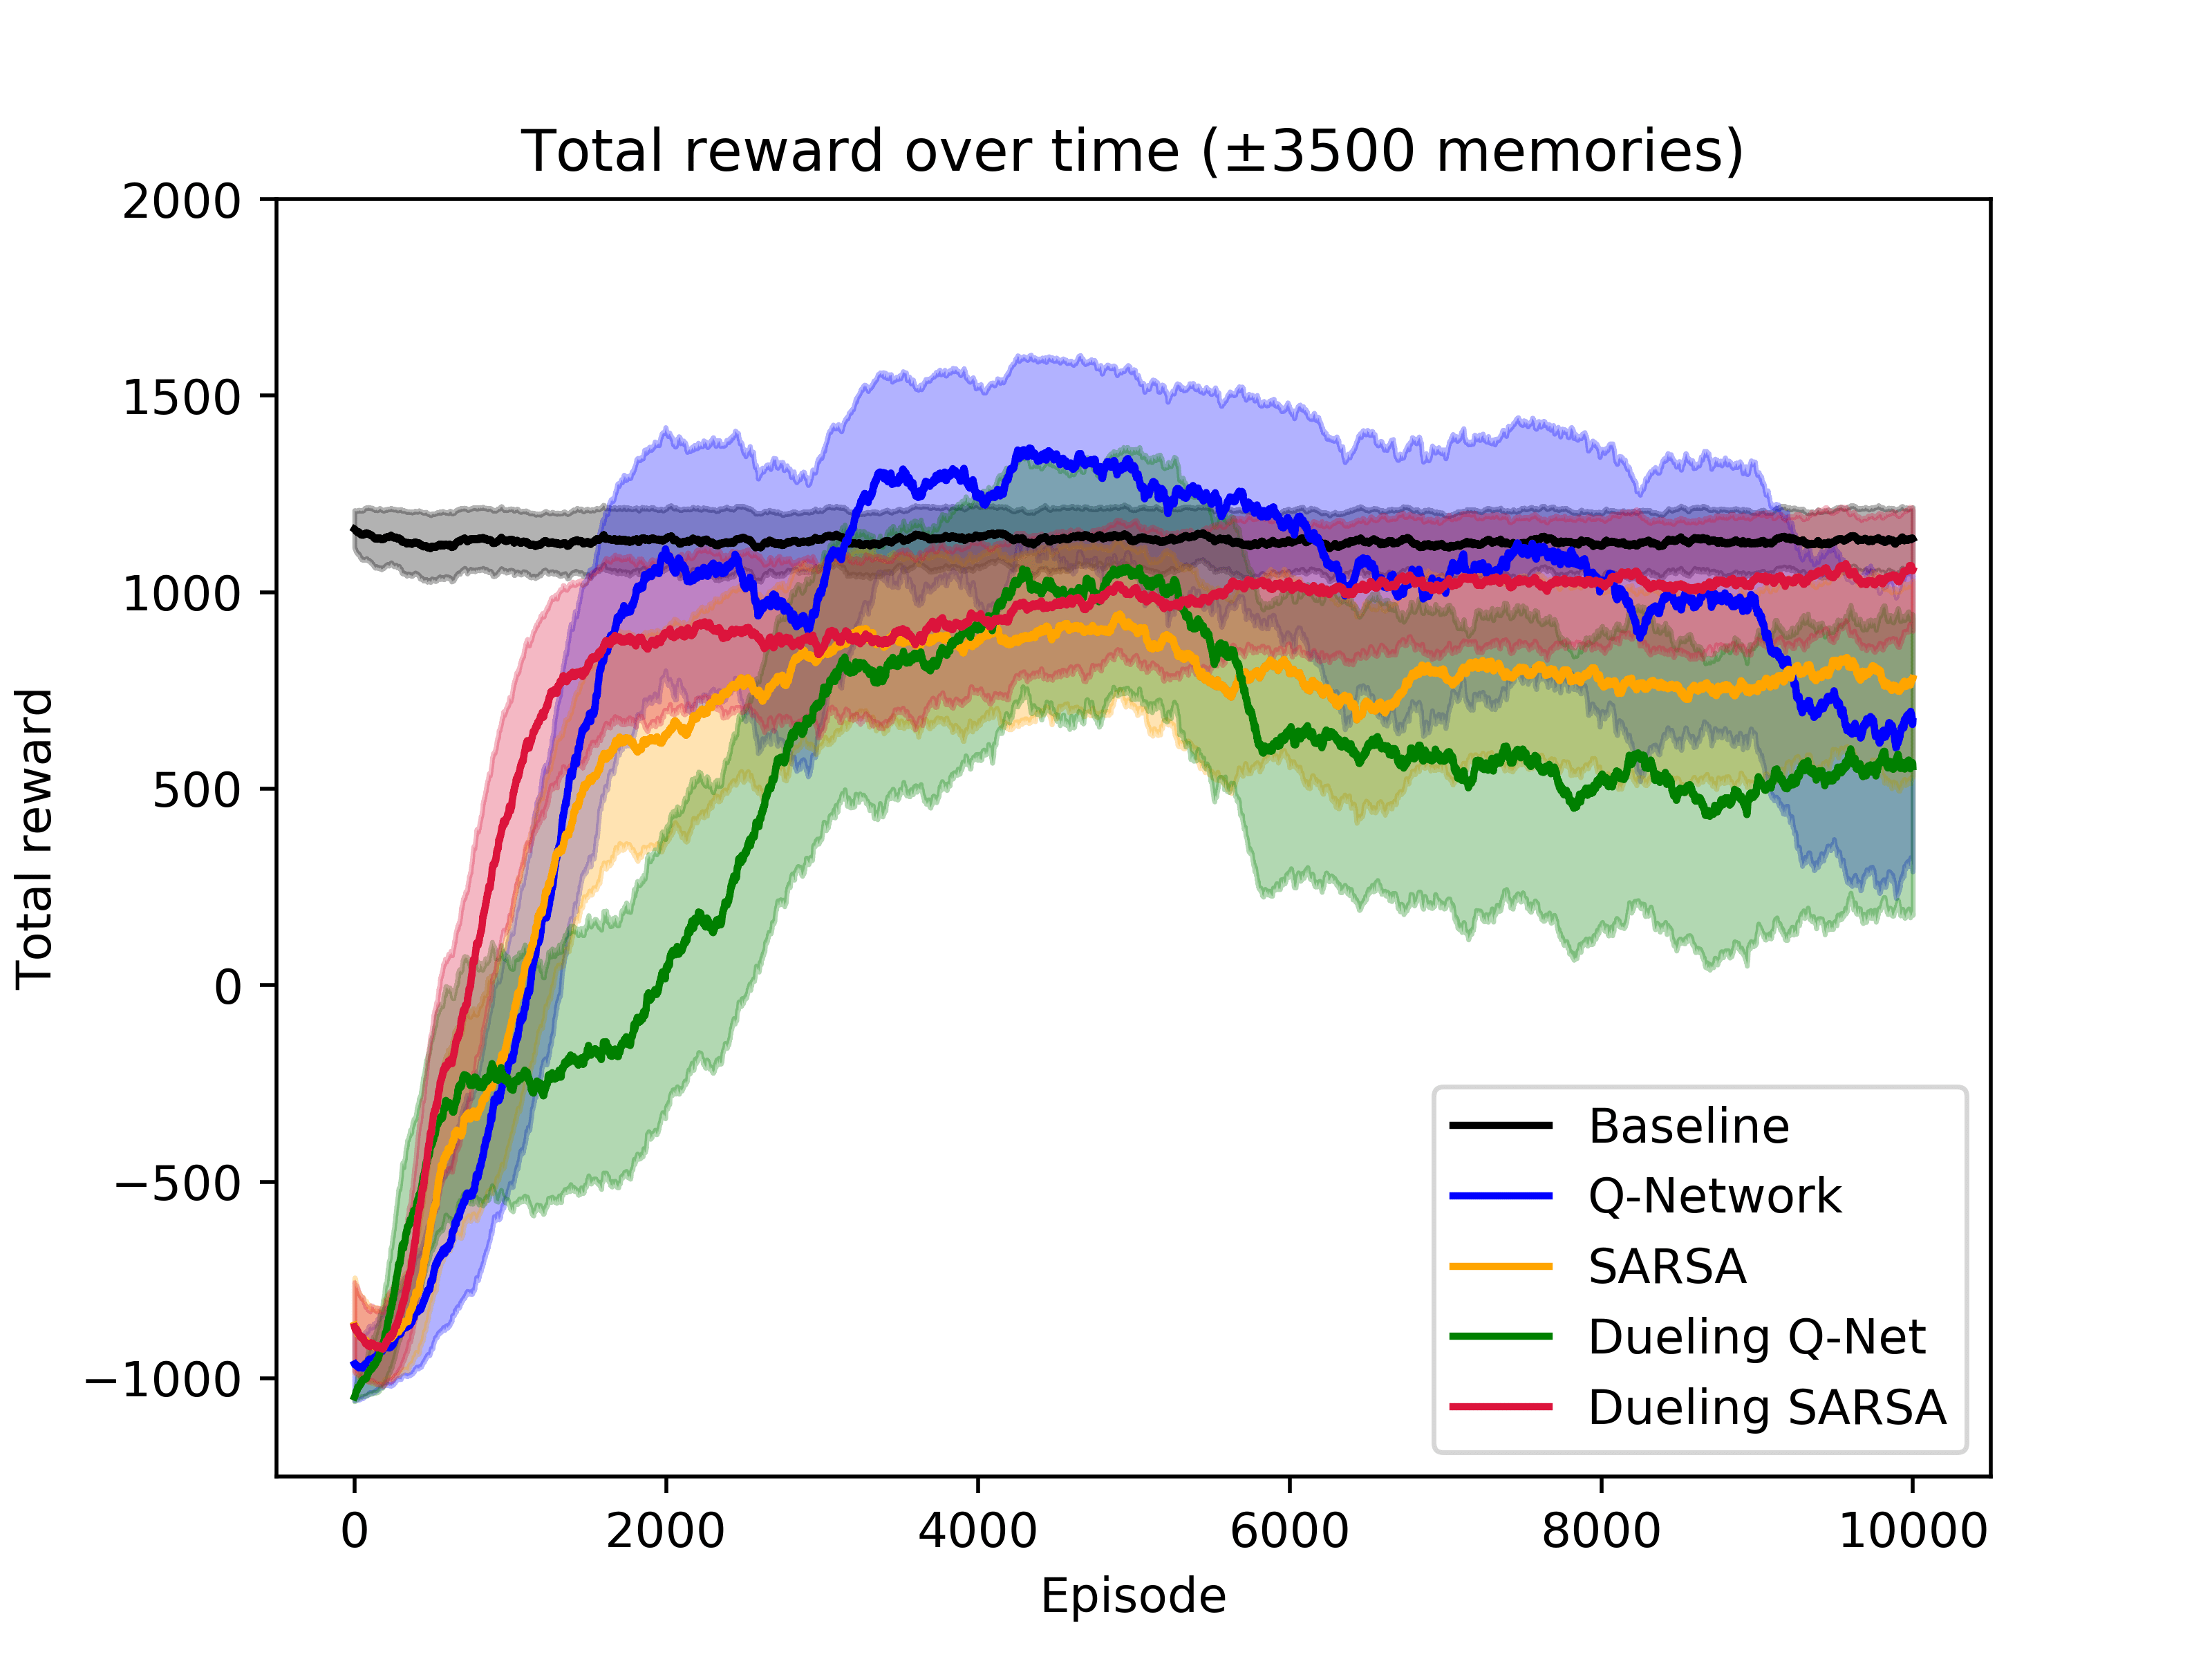 Total reward over time (±3500 memories)
2000
1500
1000
500
0
−500
−1000
Total reward
0 2000 4000 6000 8000 10000
Episode
Baseline
Q-Network
SARSA
Dueling Q-Net
Dueling SARSA